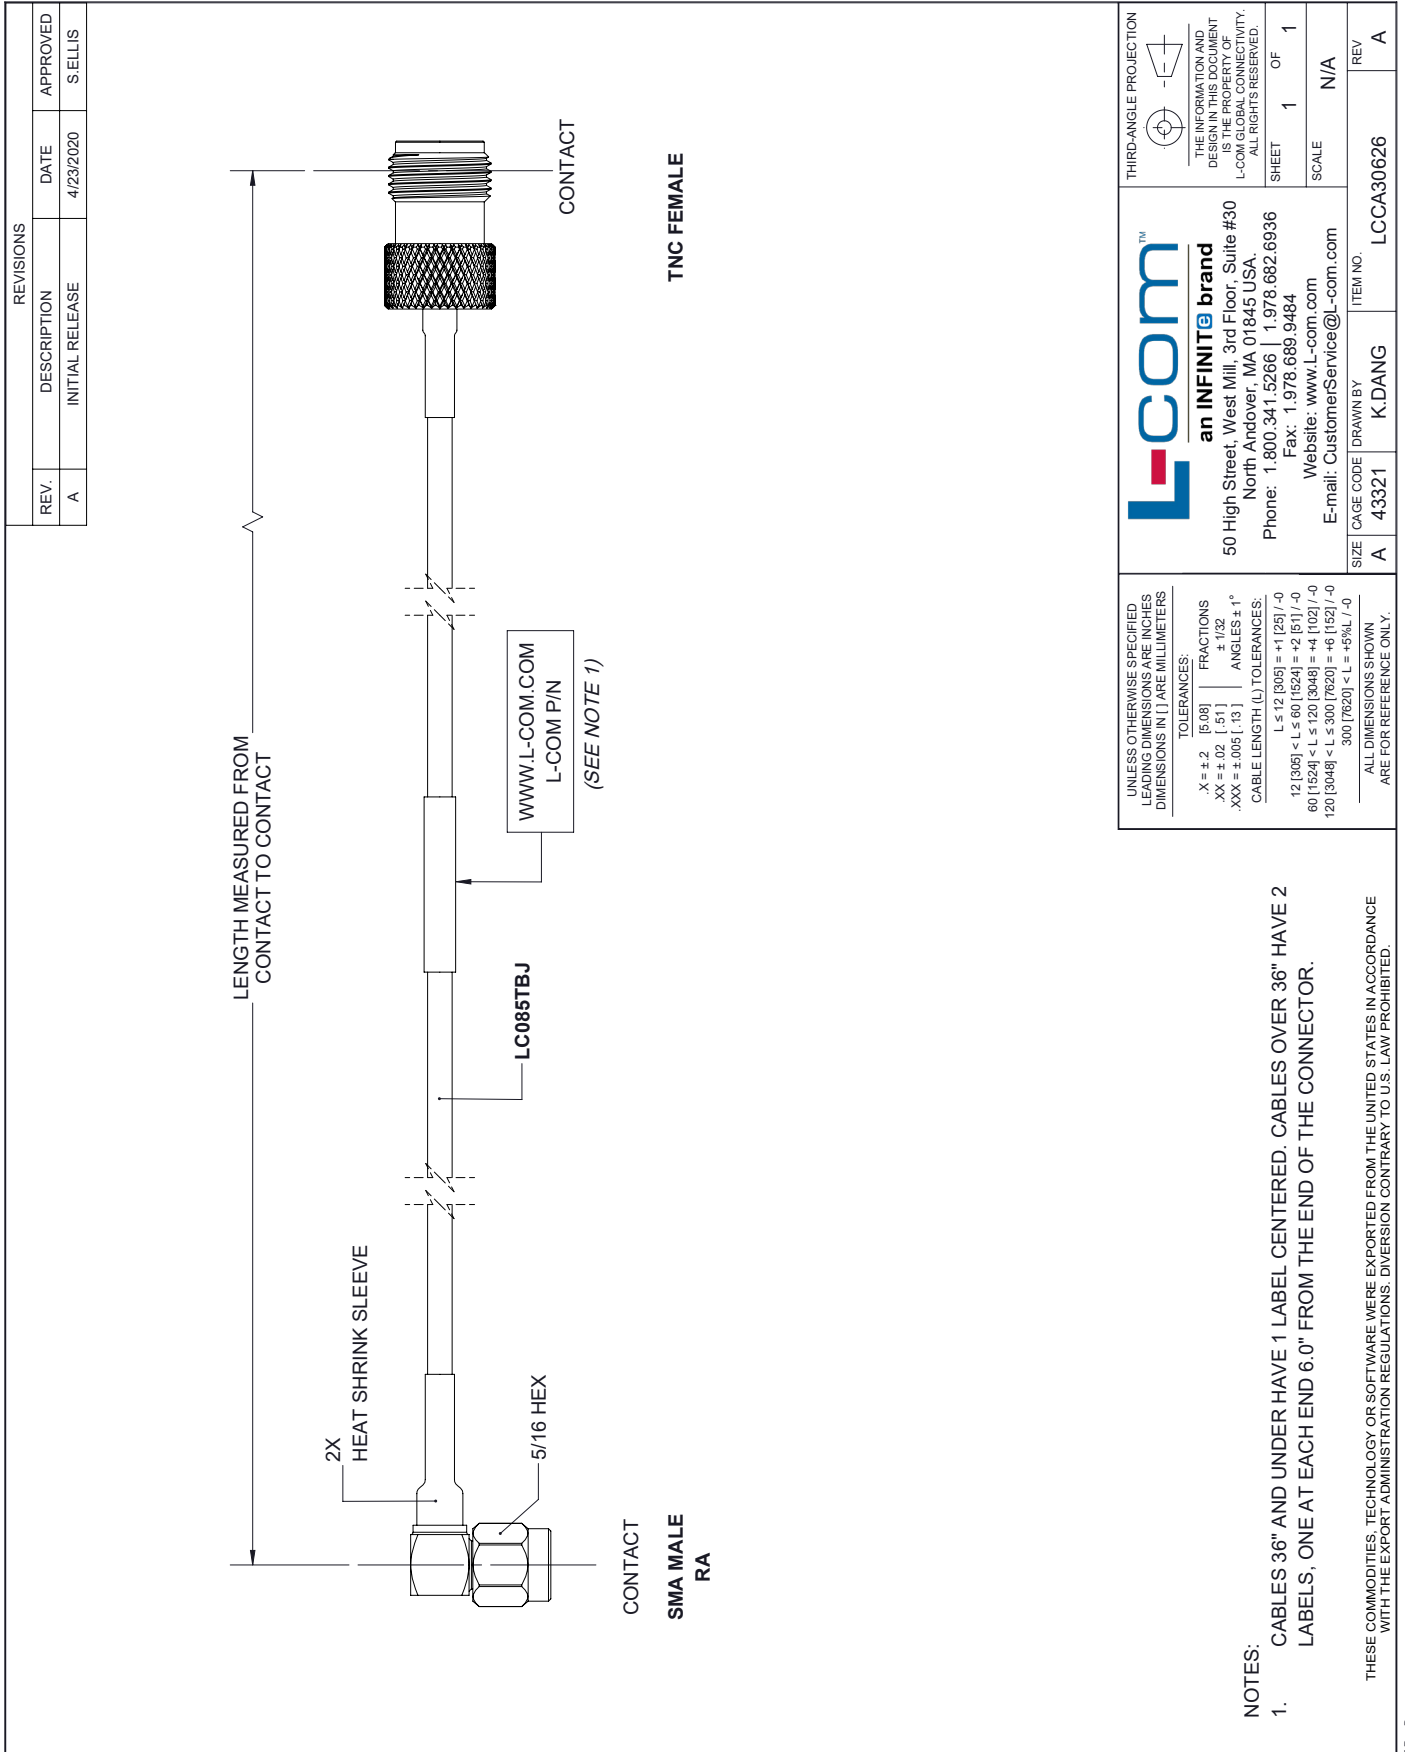 REVISIONS
REV. DESCRIPTION DATE APPROVED
A INITIAL RELEASE 4/23/2020 S.ELLIS
LENGTH MEASURED FROM
CONTACT TO CONTACT
2X
HEAT SHRINK SLEEVE
5/16 HEX
CONTACT
SMA MALE
RA
LC085TBJ
WWW.L-COM.COM
L-COM P/N
(SEE NOTE 1)
CONTACT
TNC FEMALE
NOTES:
1. CABLES 36" AND UNDER HAVE 1 LABEL CENTERED. CABLES OVER 36" HAVE 2
LABELS, ONE AT EACH END 6.0" FROM THE END OF THE CONNECTOR.
THESE COMMODITIES, TECHNOLOGY OR SOFTWARE WERE EXPORTED FROM THE UNITED STATES IN ACCORDANCE
WITH THE EXPORT ADMINISTRATION REGULATIONS. DIVERSION CONTRARY TO U.S. LAW PROHIBITED.
UNLESS OTHERWISE SPECIFIED
LEADING DIMENSIONS ARE INCHES
DIMENSIONS IN [ ] ARE MILLIMETERS
TOLERANCES:
.X = ± .2 [5.08] FRACTIONS
.XX = ± .02 [ .51 ] ± 1/32
.XXX = ± .005 [ .13 ] ANGLES ± 1°
CABLE LENGTH (L) TOLERANCES:
L ≤ 12 [305] = +1 [25] / -0
12 [305] < L ≤ 60 [1524] = +2 [51] / -0
60 [1524] < L ≤ 120 [3048] = +4 [102] / -0
120 [3048] < L ≤ 300 [7620] = +6 [152] / -0
300 [7620] < L = +5%L / -0
ALL DIMENSIONS SHOWN
ARE FOR REFERENCE ONLY.
L-com™
an INFINITe brand
50 High Street, West Mill, 3rd Floor, Suite #30
North Andover, MA 01845 USA.
Phone: 1.800.341.5266 | 1.978.682.6936
Fax: 1.978.689.9484
Website: www.L-com.com
E-mail: CustomerService@L-com.com
THIRD-ANGLE PROJECTION
THE INFORMATION AND
DESIGN IN THIS DOCUMENT
IS THE PROPERTY OF
L-COM GLOBAL CONNECTIVITY.
ALL RIGHTS RESERVED.
SHEET 1 OF 1
SCALE N/A
SIZE A
CAGE CODE 43321
DRAWN BY K.DANG
ITEM NO. LCCA30626
REV A